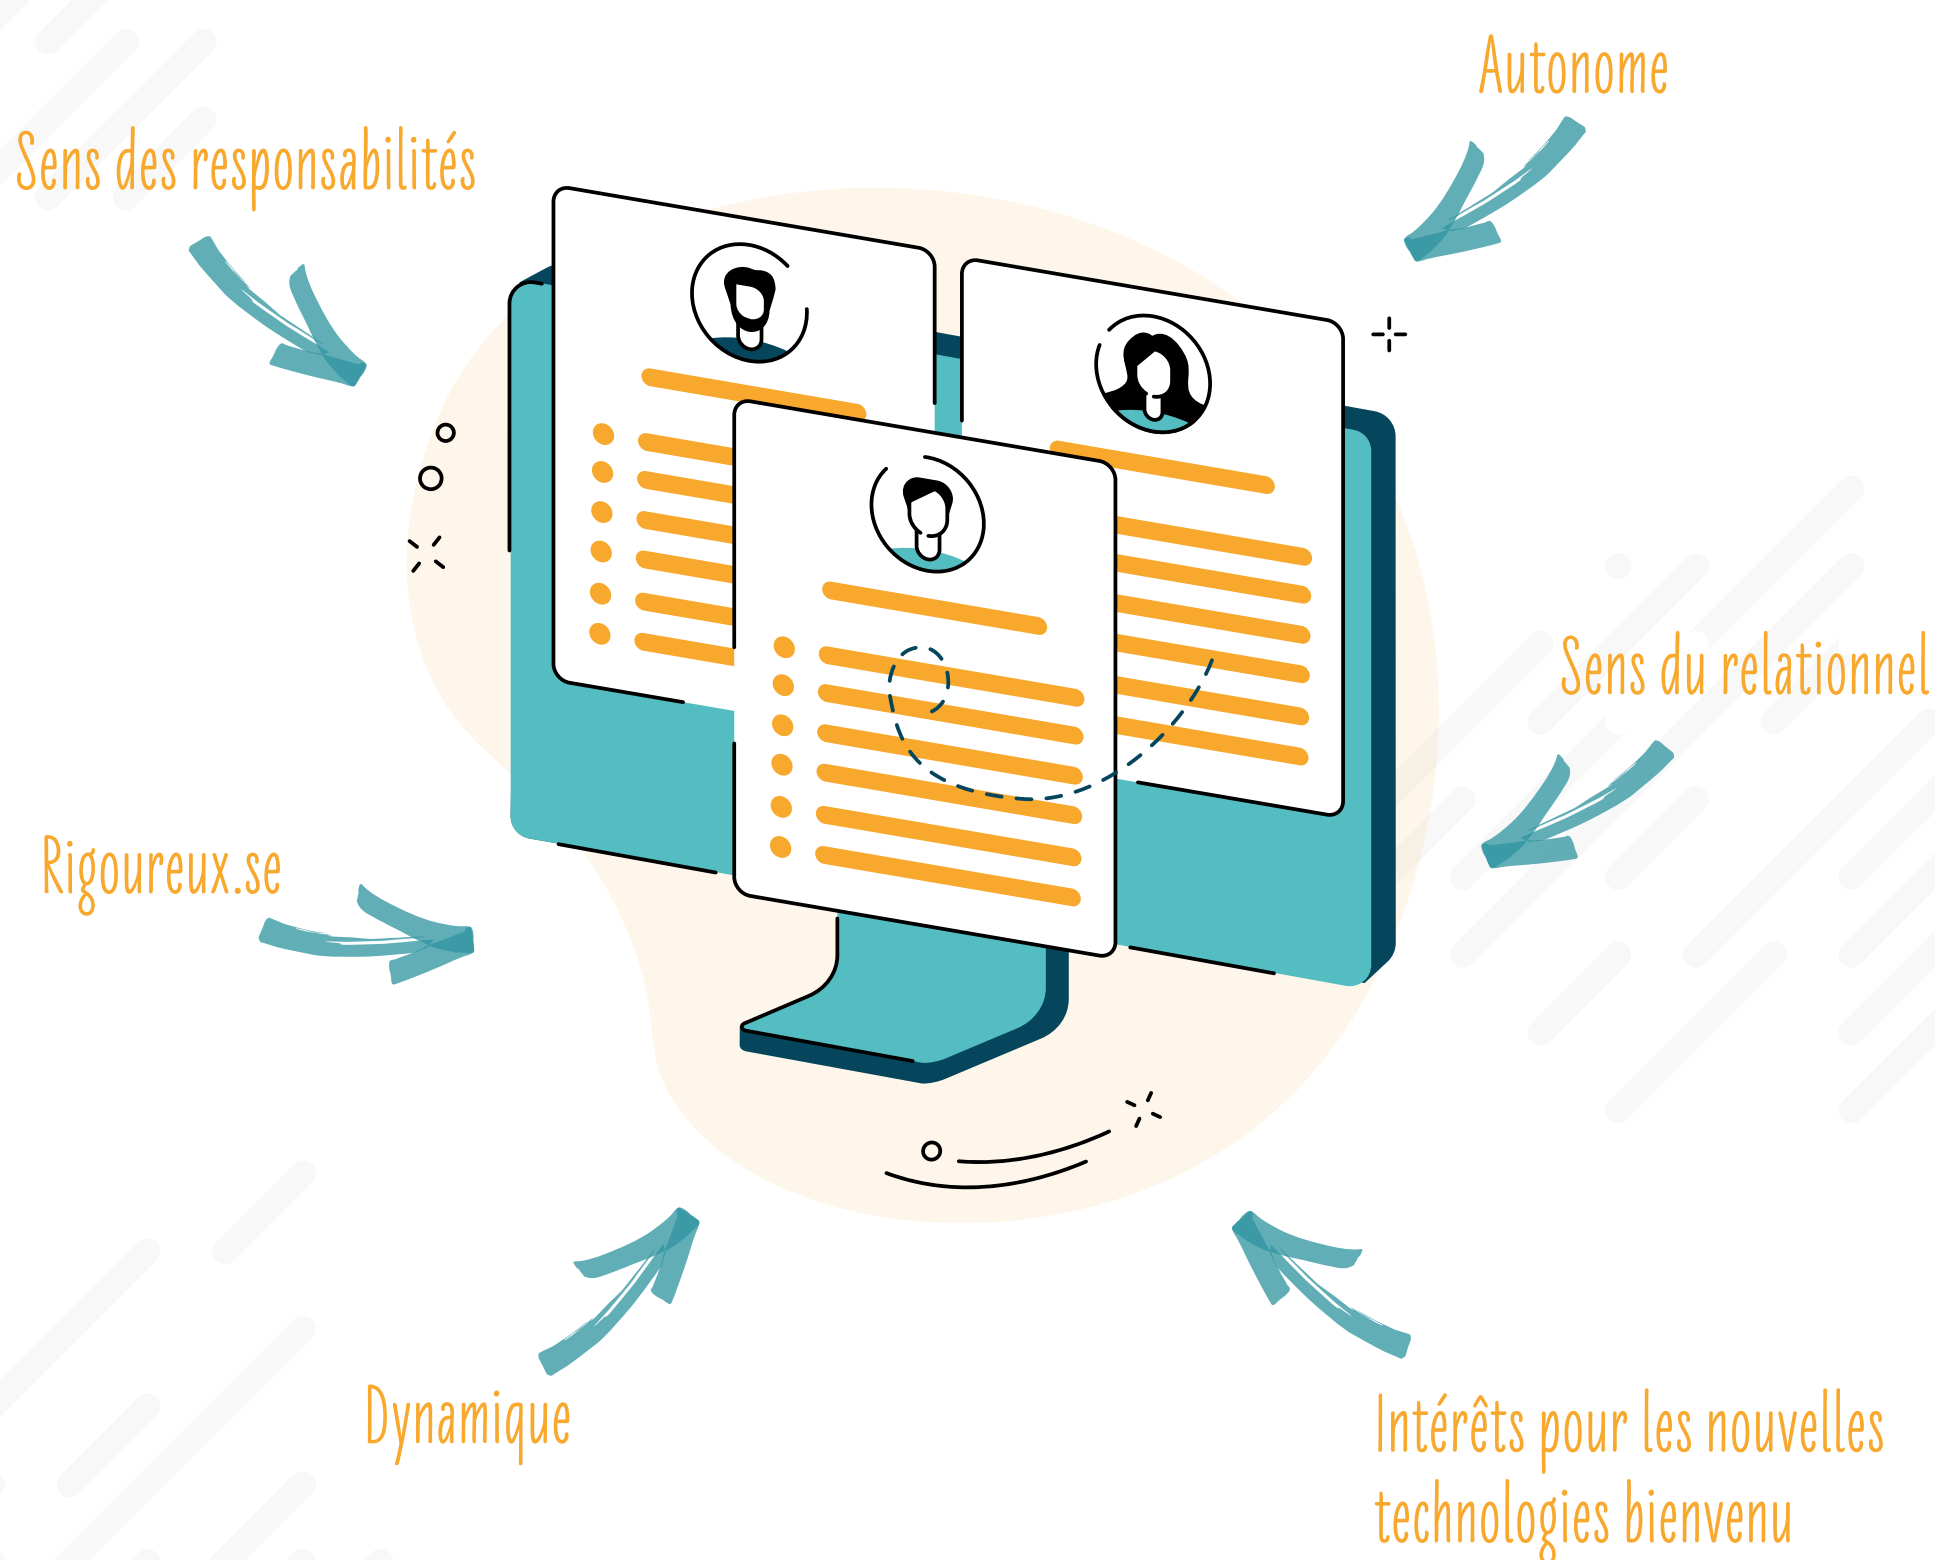 Autonome
Sens des responsabilités
Sens du relationnel
Rigoureux.se
Dynamique
Intérêts pour les nouvelles
technologies bienvenu